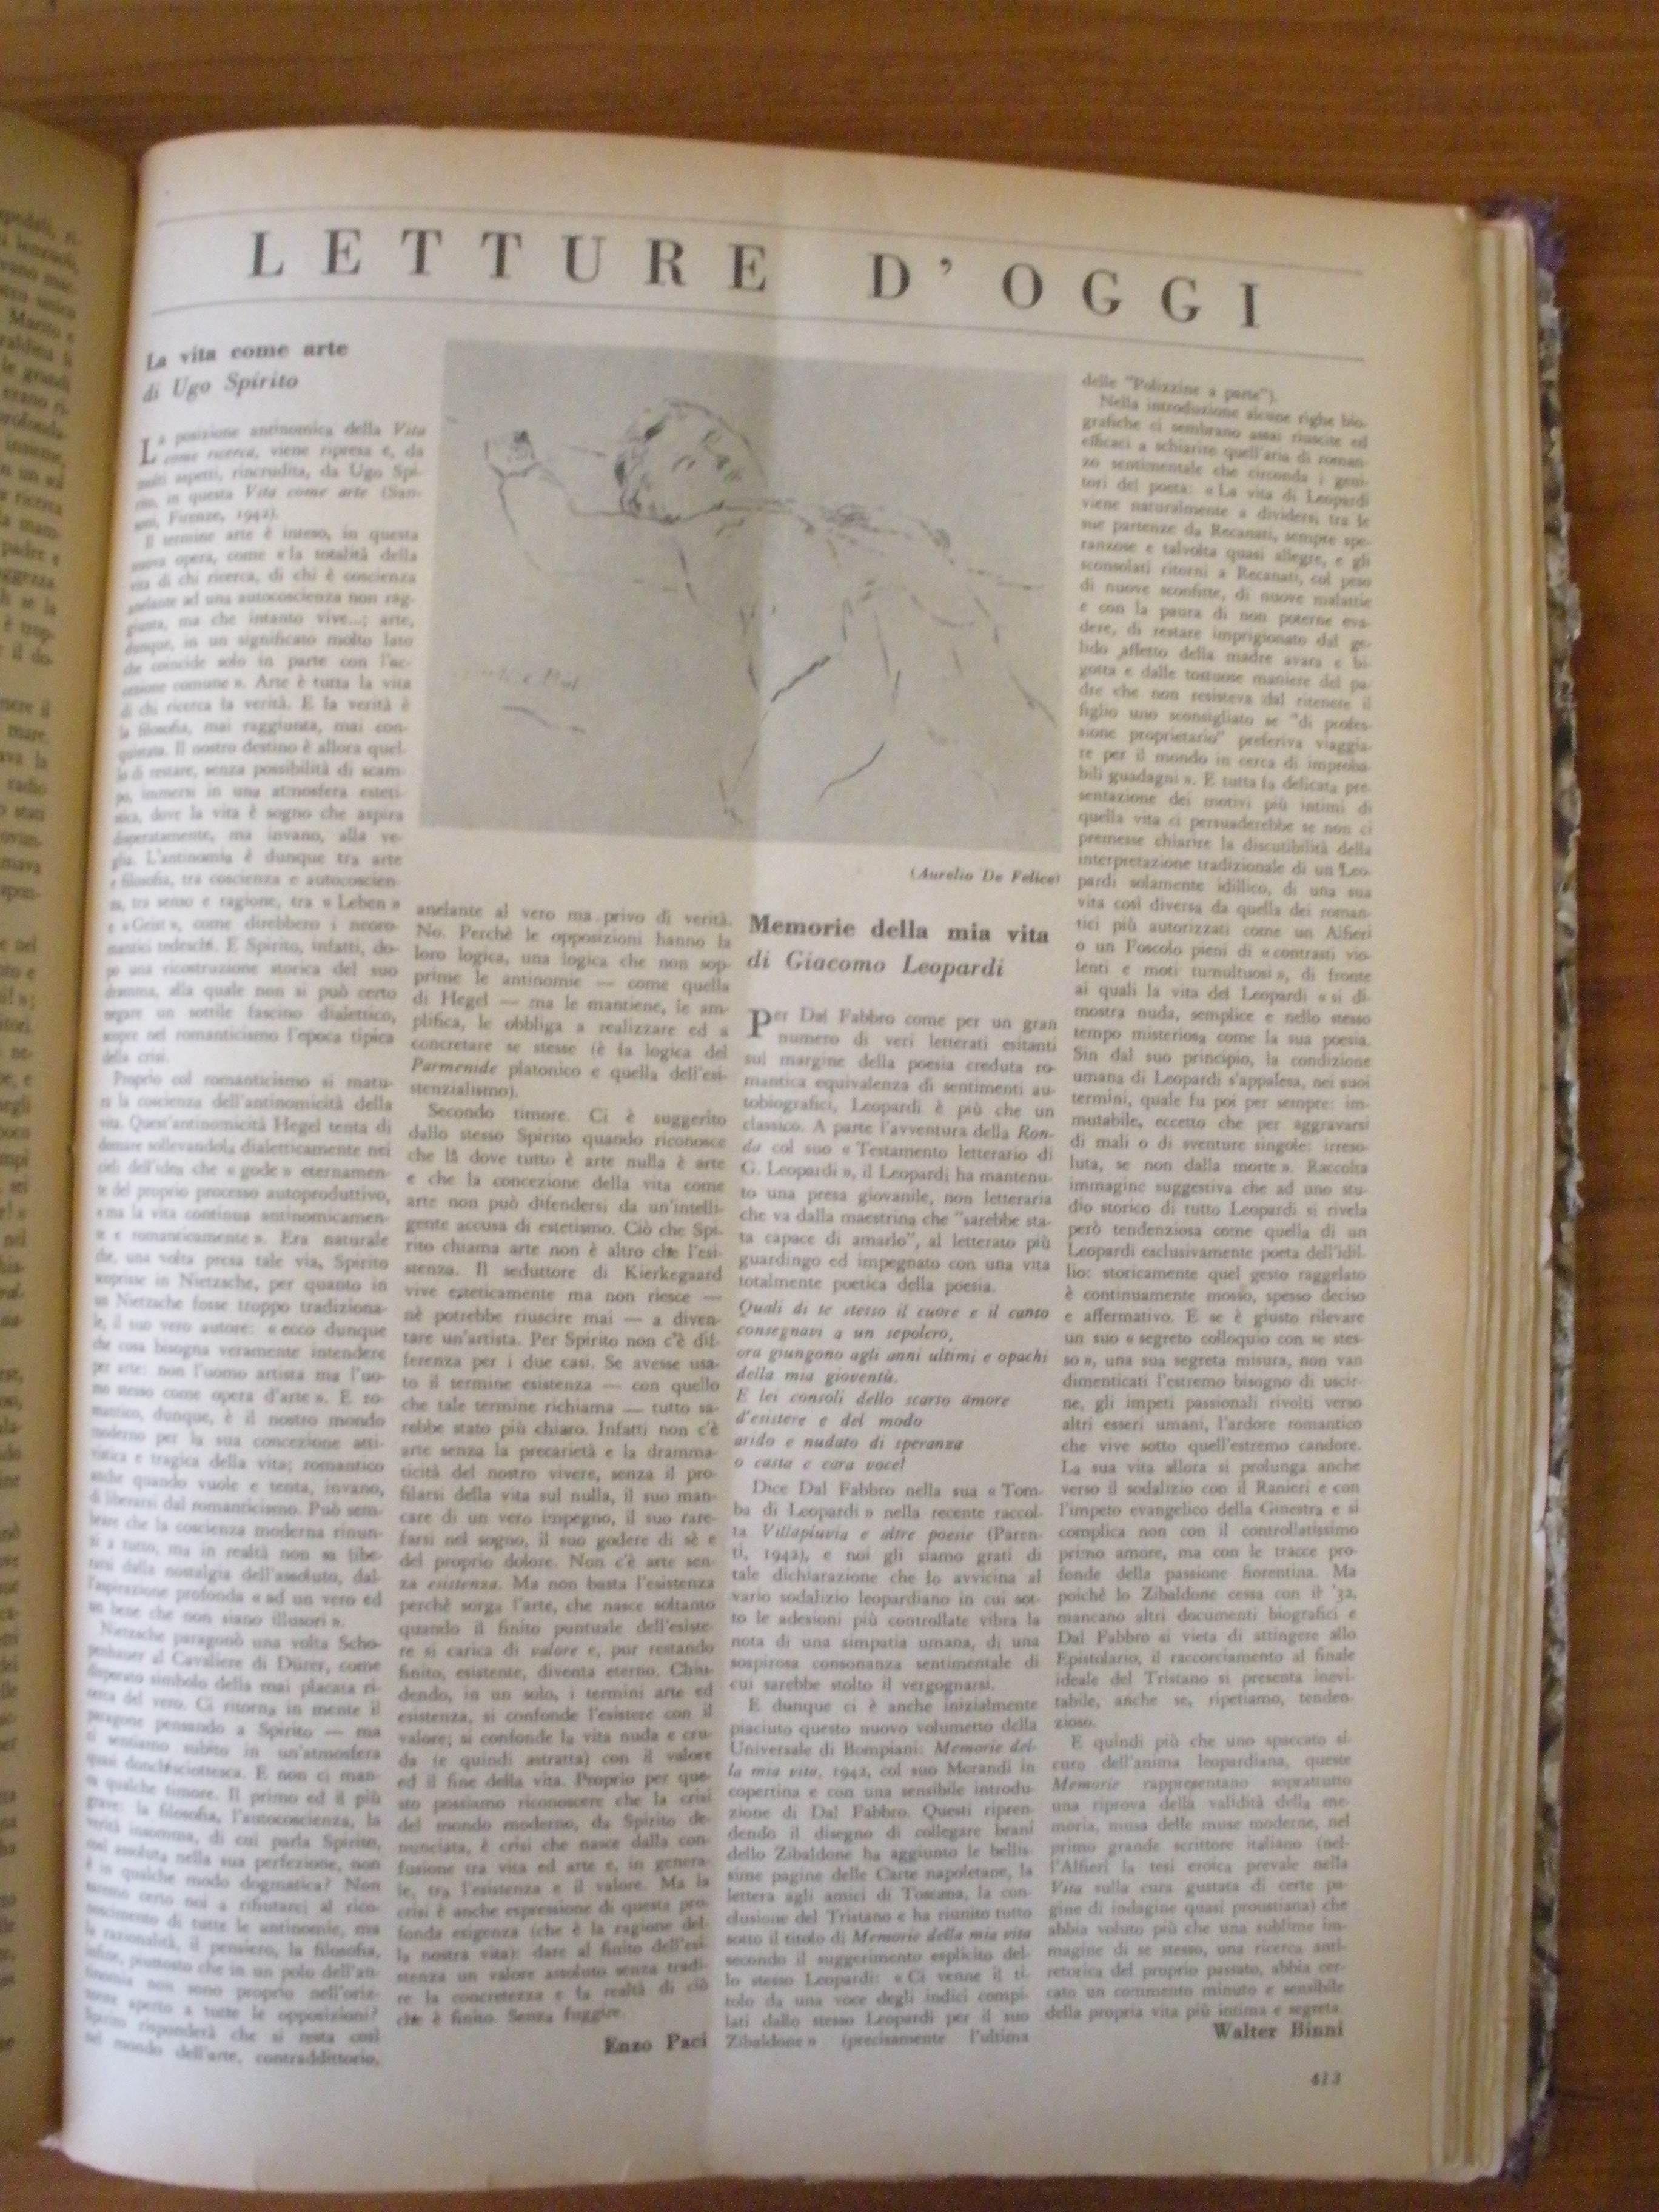 LETTURE D'OGGI
La vita come arte
di Ugo Spirito
La posizione antinomica della Vita
come ricerca, viene ripresa e, da
molti aspetti, rincrudita, da Ugo Spi-
rito, in questa Vita come arte (San-
soni, Firenze, 1942).
Il termine arte è inteso, in questa
nuova opera, come « la totalità della
vita di chi ricerca, di chi è coscienza
anelante ad una autocoscienza non rag-
giunta, ma che intanto vive...; arte,
dunque, in un significato molto lato
che coincide solo in parte con l'ac-
cezione comune ». Arte è tutta la vita
di chi ricerca la verità. E la verità è
la filosofia, mai raggiunta, mai con-
quistata. Il nostro destino è allora quel-
lo di restare, senza possibilità di scam-
po, immersi in una atmosfera esteti-
stica, dove la vita è sogno che aspira
disperatamente, ma invano, alla ve-
glia. L'antinomia è dunque tra arte
e filosofia, tra coscienza e autocoscien-
za, tra senso e ragione, tra « Leben »
e « Geist », come direbbero i neoro-
mantici tedeschi. E Spirito, infatti, do-
po una ricostruzione storica del suo
dramma, alla quale non si può certo
negare un sottile fascino dialettico,
scopre nel romanticismo l'epoca tipica
della crisi.
Proprio col romanticismo si matu-
ra la coscienza dell'antinomicità della
vita. Quest'antinomicità Hegel tenta di
domare sollevandola dialetticamente nei
cieli dell'idea che « gode » eternamen-
te del proprio processo autoproduttivo,
« ma la vita continua antinomicamen-
te e romanticamente ». Era naturale
che, una volta presa tale via, Spirito
scoprisse in Nietzsche, per quanto in
un Nietzsche fosse troppo tradiziona-
le, il suo vero autore: « ecco dunque
che cosa bisogna veramente intendere
per arte: non l'uomo artista ma l'uo-
mo stesso come opera d'arte ». E ro-
mantico, dunque, è il nostro mondo
moderno per la sua concezione atti-
vistica e tragica della vita; romantico
anche quando vuole e tenta, invano,
di liberarsi dal romanticismo. Può sem-
brare che la coscienza moderna rinun-
zi a tutto, ma in realtà non sa libe-
rarsi dalla nostalgia dell'assoluto, dal-
l'aspirazione profonda « ad un vero ed
un bene che non siano illusori ».
Nietzsche paragonò una volta Scho-
penhauer al Cavaliere di Dürer, come
disperato simbolo della mai placata ri-
cerca del vero. Ci ritorna in mente il
paragone pensando a Spirito — ma
ci sentiamo subito in un'atmosfera
quasi donchisciottesca. E non ci man-
ca qualche timore. Il primo ed il più
grave: la filosofia, l'autocoscienza, la
verità insomma, di cui parla Spirito,
così assoluta nella sua perfezione, non
è in qualche modo dogmatica? Non
saremo certo noi a rifiutarci al rico-
noscimento di tutte le antinomie, ma
la razionalità, il pensiero, la filosofia,
infine, piuttosto che in un polo dell'an-
tinomia non sono proprio nell'oriz-
zonte aperto a tutte le opposizioni?
Spirito risponderà che si resta così
nel mondo dell'arte, contraddittorio,
anelante al vero ma privo di verità.
No. Perchè le opposizioni hanno la
loro logica, una logica che non sop-
prime le antinomie — come quella
di Hegel — ma le mantiene, le am-
plifica, le obbliga a realizzare ed a
concretare se stesse (è la logica del
Parmenide platonico e quella dell'esi-
stenzialismo).
Secondo timore. Ci è suggerito
dallo stesso Spirito quando riconosce
che là dove tutto è arte nulla è arte
e che la concezione della vita come
arte non può difendersi da un'intelli-
gente accusa di estetismo. Ciò che Spi-
rito chiama arte non è altro che l'esi-
stenza. Il seduttore di Kierkegaard
vive esteticamente ma non riesce —
nè potrebbe riuscire mai — a diven-
tare un'artista. Per Spirito non c'è dif-
ferenza per i due casi. Se avesse usa-
to il termine esistenza — con quello
che tale termine richiama — tutto sa-
rebbe stato più chiaro. Infatti non c'è
arte senza la precarietà e la dramma-
ticità del nostro vivere, senza il pro-
filarsi della vita sul nulla, il suo man-
care di un vero impegno, il suo rare-
farsi nel sogno, il suo godere di sè e
del proprio dolore. Non c'è arte sen-
za esistenza. Ma non basta l'esistenza
perchè sorga l'arte, che nasce soltanto
quando il finito puntuale dell'esiste-
re si carica di valore e, pur restando
finito, esistente, diventa eterno. Chiu-
dendo, in un solo, i termini arte ed
esistenza, si confonde l'esistere con il
valore; si confonde la vita nuda e cru-
da (e quindi astratta) con il valore
ed il fine della vita. Proprio per que-
sto possiamo riconoscere che la crisi
del mondo moderno, da Spirito de-
nunciata, è crisi che nasce dalla con-
fusione tra vita ed arte e, in genera-
le, tra l'esistenza e il valore. Ma la
crisi è anche espressione di questa pro-
fonda esigenza (che è la ragione del-
la nostra vita): dare al finito dell'esi-
stenza un valore assoluto senza tradi-
re la concretezza e la realtà di ciò
che è finito. Senza fuggire.
Enzo Paci
(Aurelio De Felice)
Memorie della mia vita
di Giacomo Leopardi
Per Dal Fabbro come per un gran
numero di veri letterati esitanti
sul margine della poesia creduta ro-
mantica equivalenza di sentimenti au-
tobiografici, Leopardi è più che un
classico. A parte l'avventura della Ron-
da col suo « Testamento letterario di
G. Leopardi », il Leopardi ha mantenu-
to una presa giovanile, non letteraria
che va dalla maestrina che "sarebbe sta-
ta capace di amarlo", al letterato più
guardingo ed impegnato con una vita
totalmente poetica della poesia.
Quali di te stesso il cuore e il canto
consegnavi a un sepolcro,
ora giungono agli anni ultimi e opachi
della mia gioventù.
E lei consoli dello scarso amore
d'esistere e del modo
arido e nudato di speranza
o casta e cara voce!
Dice Dal Fabbro nella sua « Tom-
ba di Leopardi » nella recente raccol-
ta Villapluvia e altre poesie (Paren-
ti, 1942), e noi gli siamo grati di
tale dichiarazione che lo avvicina al
vario sodalizio leopardiano in cui sot-
to le adesioni più controllate vibra la
nota di una simpatia umana, di una
sospirosa consonanza sentimentale di
cui sarebbe stolto il vergognarsi.
E dunque ci è anche inizialmente
piaciuto questo nuovo volumetto della
Universale di Bompiani: Memorie del-
la mia vita, 1942, col suo Morandi in
copertina e con una sensibile introdu-
zione di Dal Fabbro. Questi ripren-
dendo il disegno di collegare brani
dello Zibaldone ha aggiunto le bellis-
sime pagine delle Carte napoletane, la
lettera agli amici di Toscana, la con-
clusione del Tristano e ha riunito tutto
sotto il titolo di Memorie della mia vita
secondo il suggerimento esplicito del-
lo stesso Leopardi: « Ci venne il ti-
tolo da una voce degli indici compi-
lati dallo stesso Leopardi per il suo
Zibaldone » (precisamente l'ultima
delle "Polizzine a parte").
Nella introduzione alcune righe bio-
grafiche ci sembrano assai riuscite ed
efficaci a schiarire quell'aria di roman-
zo sentimentale che circonda i geni-
tori del poeta: « La vita di Leopardi
viene naturalmente a dividersi tra le
sue partenze da Recanati, sempre spe-
ranzose e talvolta quasi allegre, e gli
sconsolati ritorni a Recanati, col peso
di nuove sconfitte, di nuove malattie
e con la paura di non poterne eva-
dere, di restare imprigionato dal ge-
lido affetto della madre avara e bi-
gotta e dalle tortuose maniere del pa-
dre che non resisteva dal ritenere il
figlio uno sconsigliato se "di profes-
sione proprietario" preferiva viaggia-
re per il mondo in cerca di improba-
bili guadagni ». E tutta la delicata pre-
sentazione dei motivi più intimi di
quella vita ci persuaderebbe se non ci
premesse chiarire la discutibilità della
interpretazione tradizionale di un Leo-
pardi solamente idillico, di una sua
vita così diversa da quella dei roman-
tici più autorizzati come un Alfieri
o un Foscolo pieni di « contrasti vio-
lenti e moti tumultuosi », di fronte
ai quali la vita del Leopardi « si di-
mostra nuda, semplice e nello stesso
tempo misteriosa come la sua poesia.
Sin dal suo principio, la condizione
umana di Leopardi s'appalesa, nei suoi
termini, quale fu poi per sempre: im-
mutabile, eccetto che per aggravarsi
di mali o di sventure singole: irreso-
luta, se non dalla morte ». Raccolta
immagine suggestiva che ad uno stu-
dio storico di tutto Leopardi si rivela
però tendenziosa come quella di un
Leopardi esclusivamente poeta dell'idil-
lio: storicamente quel gesto raggelato
è continuamente mosso, spesso deciso
e affermativo. E se è giusto rilevare
un suo « segreto colloquio con se stes-
so », una sua segreta misura, non van
dimenticati l'estremo bisogno di uscir-
ne, gli impeti passionali rivolti verso
altri esseri umani, l'ardore romantico
che vive sotto quell'estremo candore.
La sua vita allora si prolunga anche
verso il sodalizio con il Ranieri e con
l'impeto evangelico della Ginestra e si
complica non con il controllatissimo
primo amore, ma con le tracce pro-
fonde della passione fiorentina. Ma
poichè lo Zibaldone cessa con il '32,
mancano altri documenti biografici e
Dal Fabbro si vieta di attingere allo
Epistolario, il raccorciamento al finale
ideale del Tristano si presenta inevi-
tabile, anche se, ripetiamo, tenden-
zioso.
E quindi più che uno spaccato si-
curo dell'anima leopardiana, queste
Memorie rappresentano soprattutto
una riprova della validità della me-
moria, musa delle muse moderne, nel
primo grande scrittore italiano (nel-
l'Alfieri la tesi eroica prevale nella
Vita sulla cura gustata di certe pa-
gine di indagine quasi proustiana) che
abbia voluto più che una sublime im-
magine di se stesso, una ricerca anti-
retorica del proprio passato, abbia cer-
cato un commento minuto e sensibile
della propria vita più intima e segreta.
Walter Binni
413